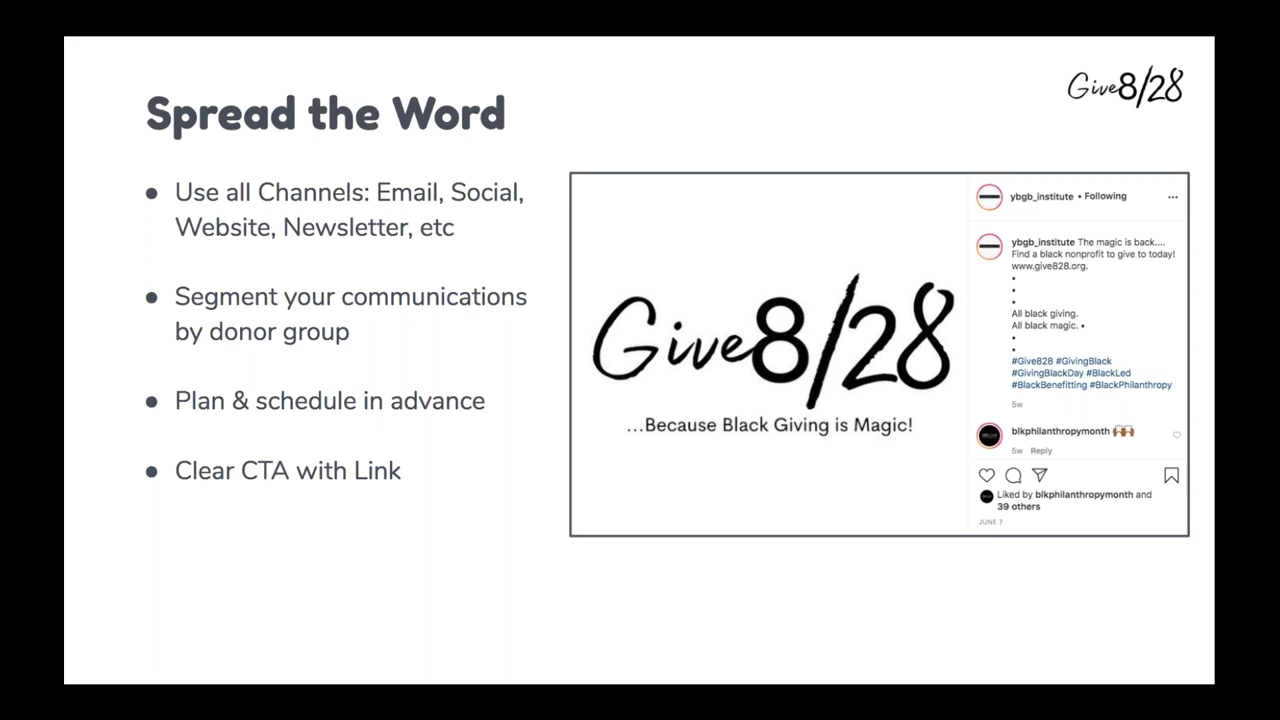 Give8/28
Spread the Word
● Use all Channels: Email, Social,
Website, Newsletter, etc
● Segment your communications
by donor group
● Plan & schedule in advance
● Clear CTA with Link
Give8/28
...Because Black Giving is Magic!
ybgb_institute • Following
ybgb_institute The magic is back....
Find a black nonprofit to give to today!
www.give828.org.
•
•
•
All black giving.
All black magic. •
•
•
#Give828 #GivingBlack
#GivingBlackDay #BlackLed
#BlackBenefitting #BlackPhilanthropy
5w
blkphilanthropymonth 🙌🏾🙌🏾
5w Reply
Liked by blkphilanthropymonth and
39 others
JUNE 7